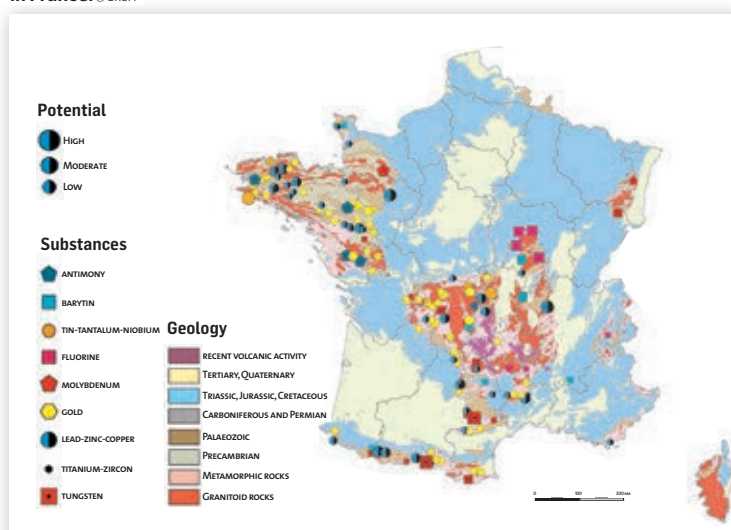 Potential
HIGH
MODERATE
LOW
Substances
ANTIMONY
BARYTIN
TIN-TANTALUM-NIOBIUM
FLUORINE
MOLYBDENUM
GOLD
LEAD-ZINC-COPPER
TITANIUM-ZIRCON
TUNGSTEN
Geology
RECENT VOLCANIC ACTIVITY
TERTIARY, QUATERNARY
TRIASSIC, JURASSIC, CRETACEOUS
CARBONIFEROUS AND PERMIAN
PALAEOZOIC
PRECAMBRIAN
METAMORPHIC ROCKS
GRANITOID ROCKS
0 100 200 KM